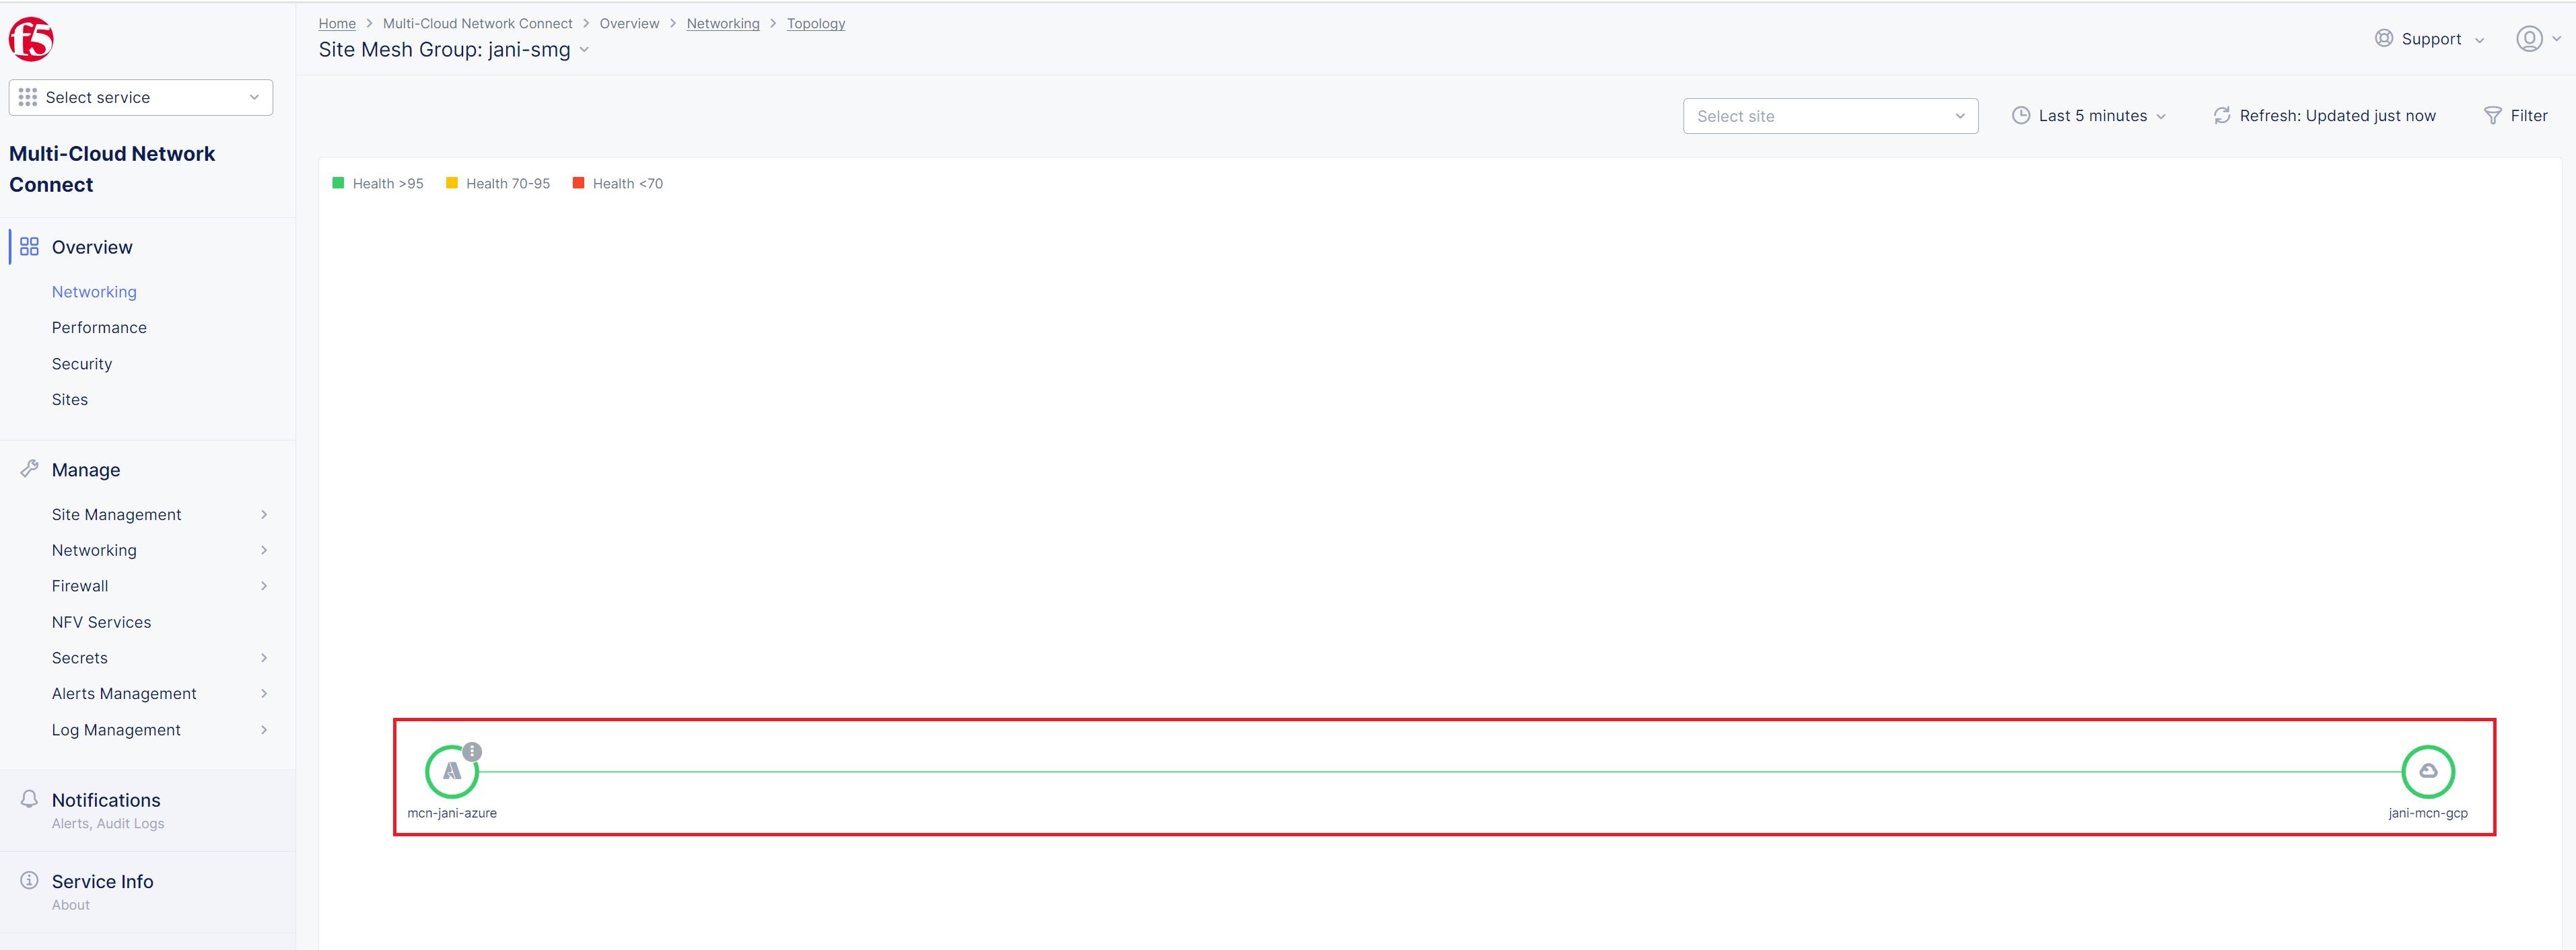 f5
Home > Multi-Cloud Network Connect > Overview > Networking > Topology
Site Mesh Group: jani-smg
Support
Select service
Multi-Cloud Network
Connect
Overview
Networking
Performance
Security
Sites
Manage
Site Management
Networking
Firewall
NFV Services
Secrets
Alerts Management
Log Management
Notifications
Alerts, Audit Logs
Service Info
About
Select site
Last 5 minutes
Refresh: Updated just now
Filter
Health >95
Health 70-95
Health <70
mcn-jani-azure
jani-mcn-gcp